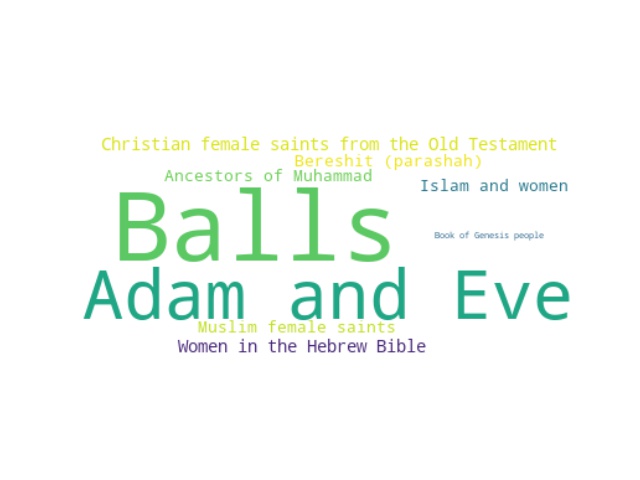 Christian female saints from the Old Testament
Bereshit (parashah)
Ancestors of Muhammad
Islam and women
Balls
Book of Genesis people
Adam and Eve
Muslim female saints
Women in the Hebrew Bible